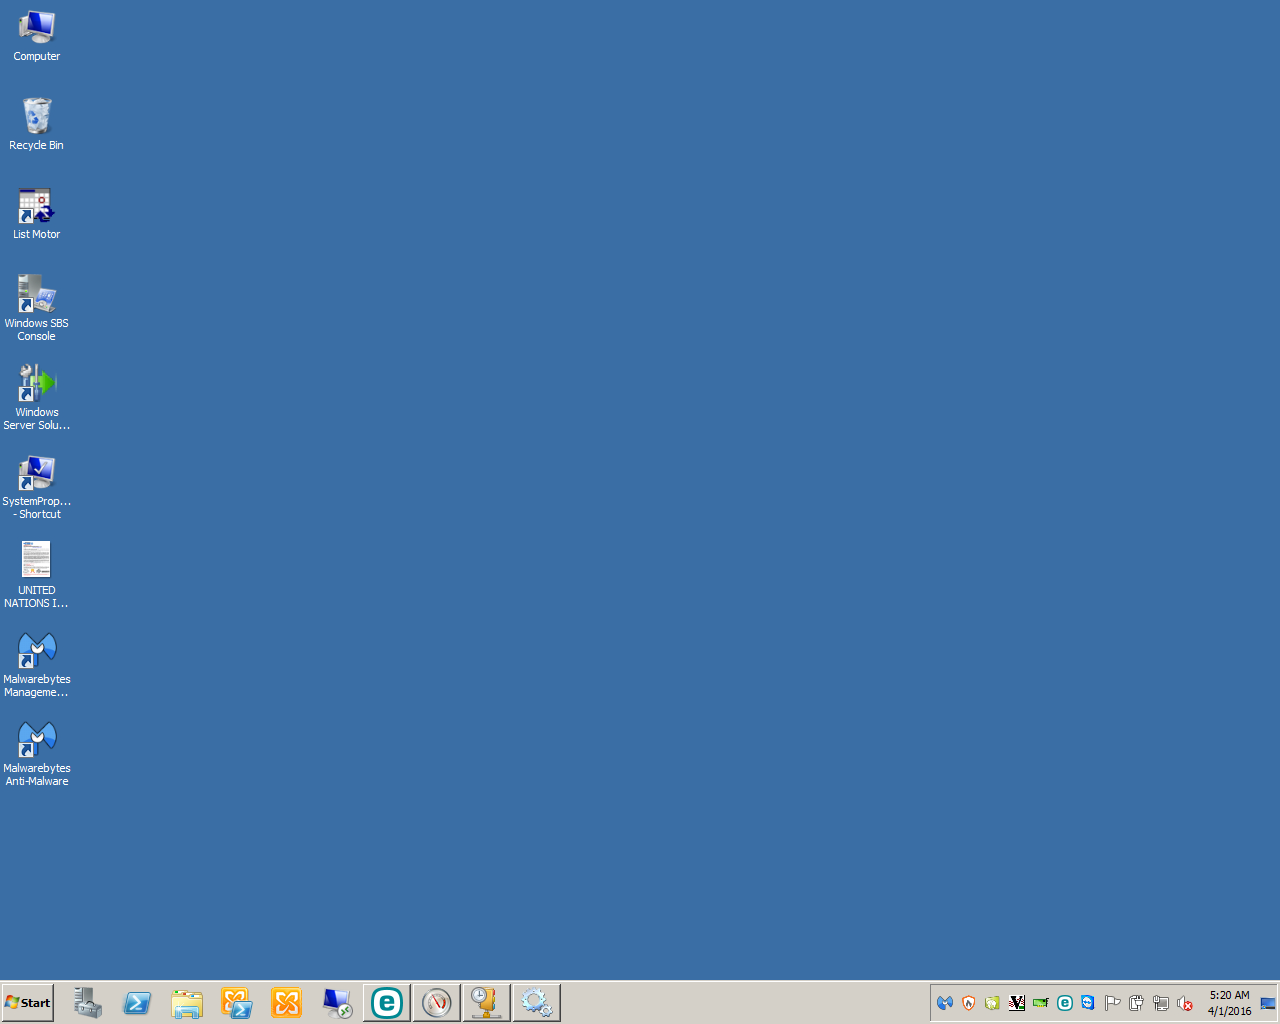 Computer
Recycle Bin
List Motor
Windows SBS
Console
Windows
Server Solu...
SystemProp...
- Shortcut
UNITED
NATIONS I...
Malwarebytes
Manageme...
Malwarebytes
Anti-Malware
Start
5:20 AM
4/1/2016